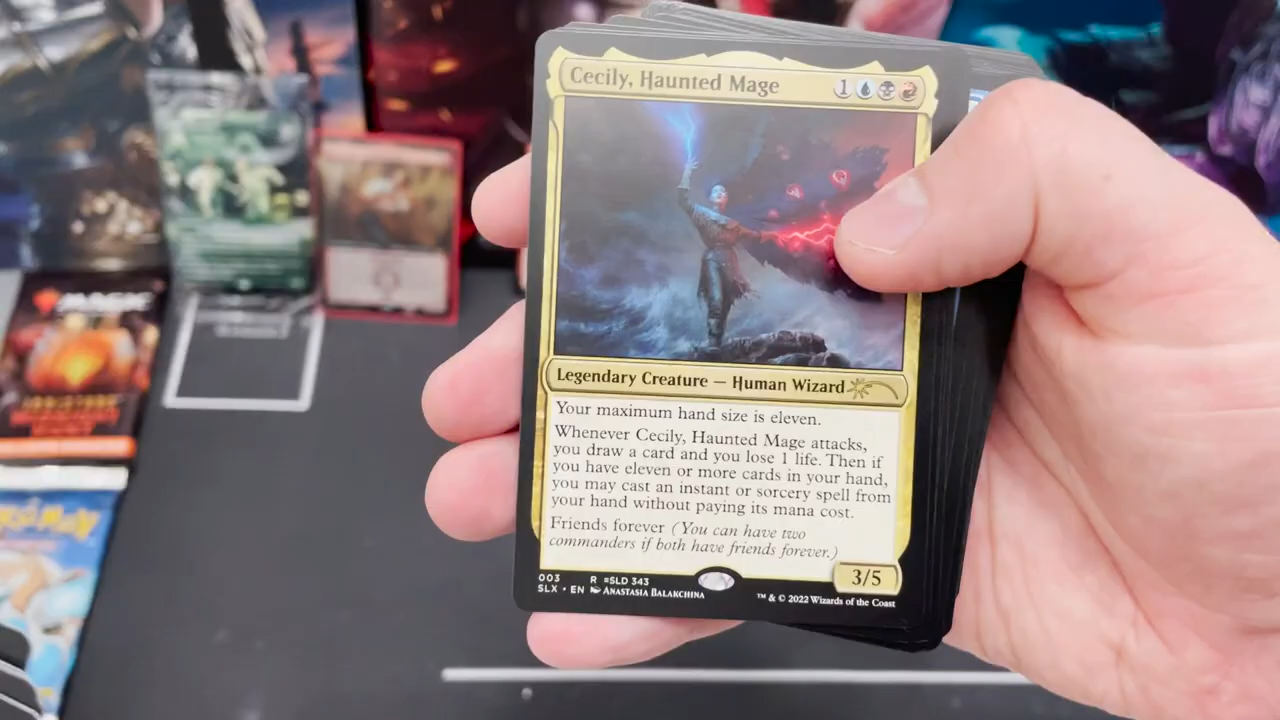 Cecily, Haunted Mage 1
Legendary Creature — Human Wizard
Your maximum hand size is eleven.
Whenever Cecily, Haunted Mage attacks,
you draw a card and you lose 1 life. Then if
you have eleven or more cards in your hand,
you may cast an instant or sorcery spell from
your hand without paying its mana cost.
Friends forever (You can have two
commanders if both have friends forever.)
3/5
003 R =SLD 343
SLX • EN ANASTASIA BALAKCHINA
™ & © 2022 Wizards of the Coast
MAGIC